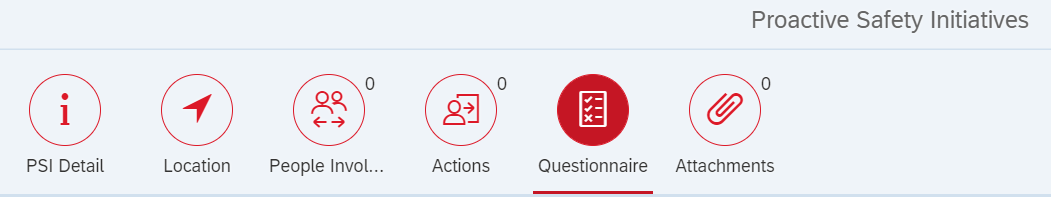 Proactive Safety Initiatives
0 0 0
PSI Detail Location People Invol... Actions Questionnaire Attachments